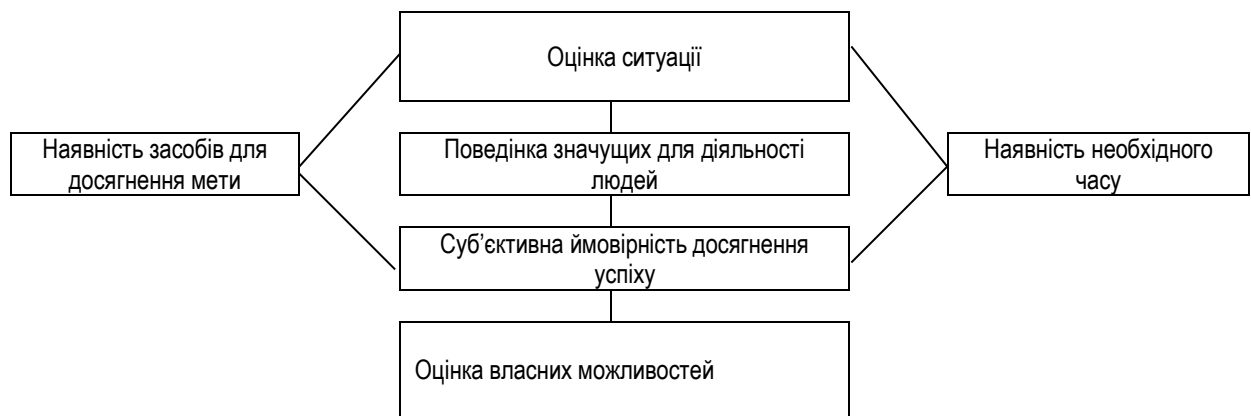 Оцінка ситуації
Наявність засобів для
досягнення мети
Поведінка значущих для діяльності
людей
Наявність необхідного
часу
Суб’єктивна ймовірність досягнення
успіху
Оцінка власних можливостей